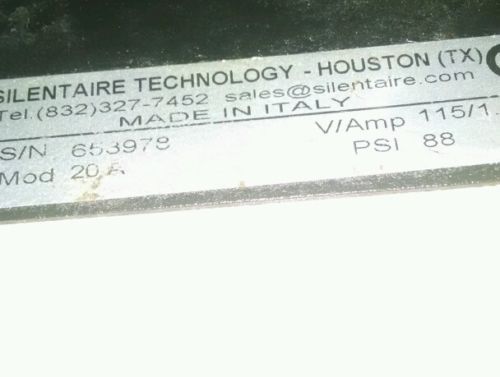 SILENTAIRE TECHNOLOGY - HOUSTON (TX)
Tel.(832)327-7452 sales@silentaire.com
MADE IN ITALY
S/N 653978 V/Amp 115/1.
Mod 20 A PSI 88